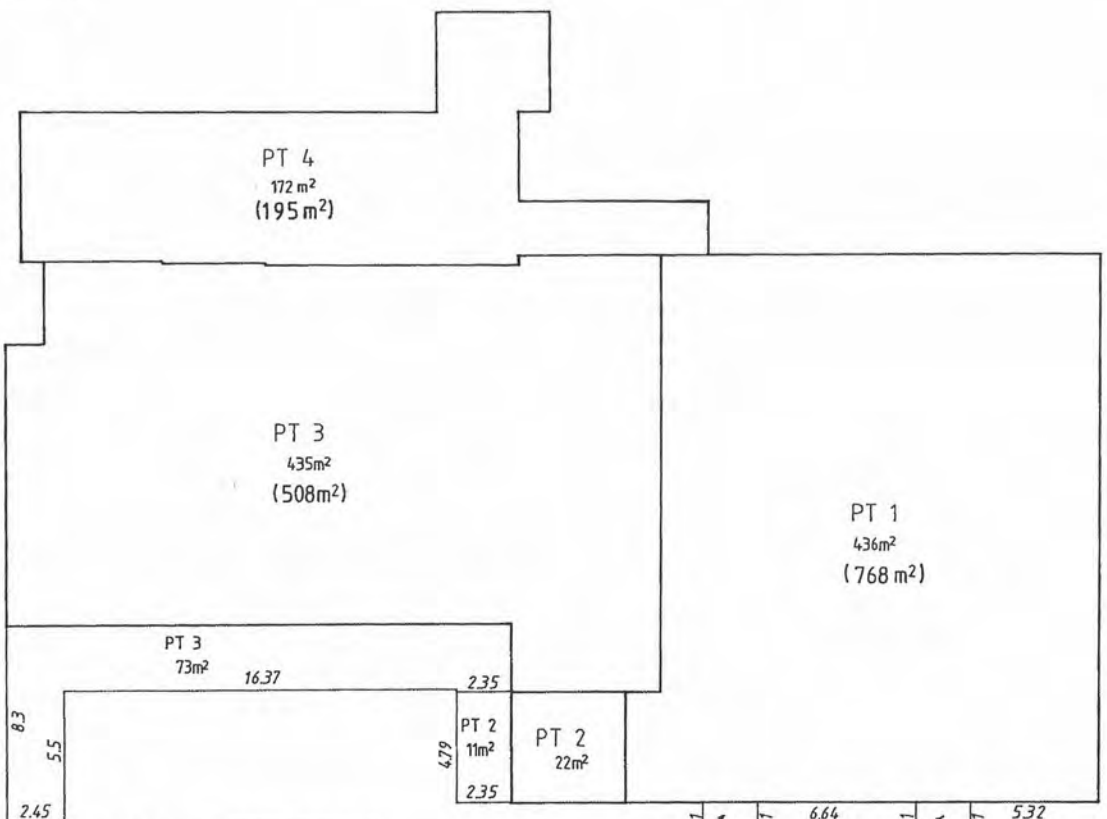 PT 4
172 m²
(195 m²)
PT 3
435m²
(508m²)
PT 1
436m²
(768 m²)
PT 3
73m²
16.37
2.35
8.3
5.5
4.79
PT 2
11m²
PT 2
22m²
2.35
2.45
6.64
5.32